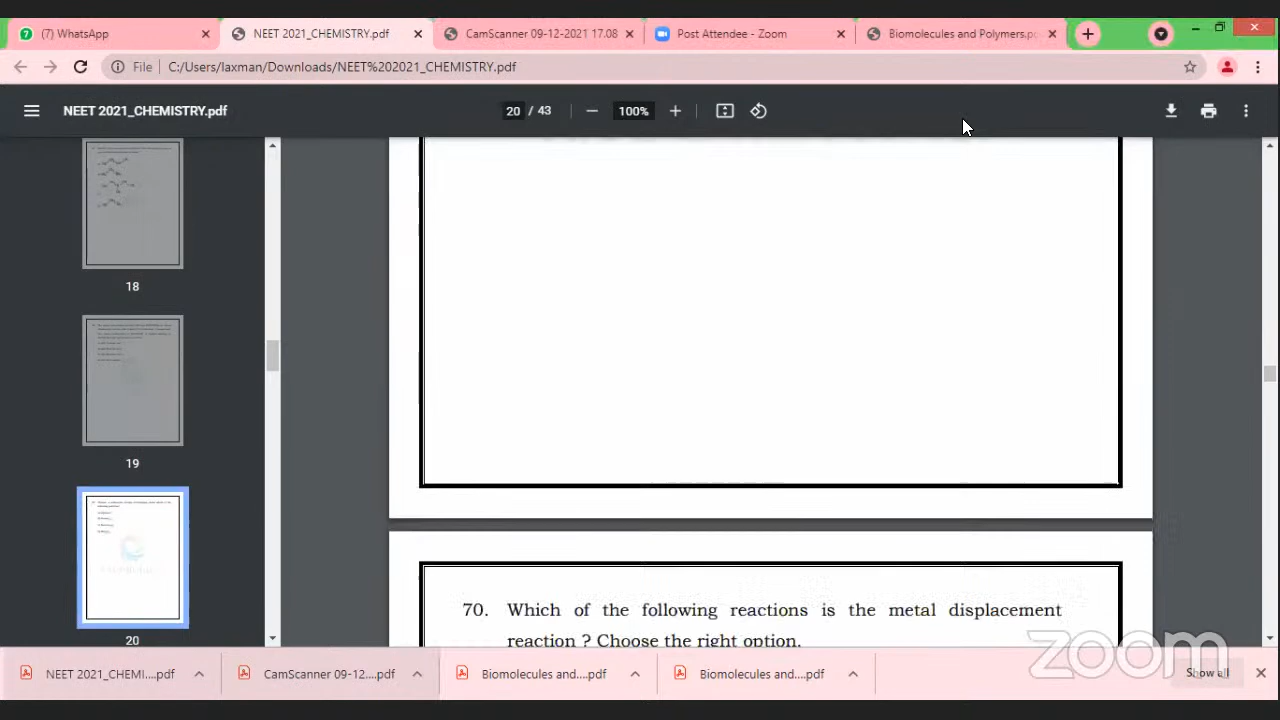 (7) WhatsApp
NEET 2021_CHEMISTRY.pdf
CamScanner 09-12-2021 17.08
Post Attendee - Zoom
Biomolecules and Polymers.p
File
C:/Users/laxman/Downloads/NEET%202021_CHEMISTRY.pdf
NEET 2021_CHEMISTRY.pdf
20 / 43
100%
18
19
20
70. Which of the following reactions is the metal displacement
reaction ? Choose the right option.
zoom
NEET 2021_CHEMI....pdf
CamScanner 09-12....pdf
Biomolecules and....pdf
Biomolecules and....pdf
Show all